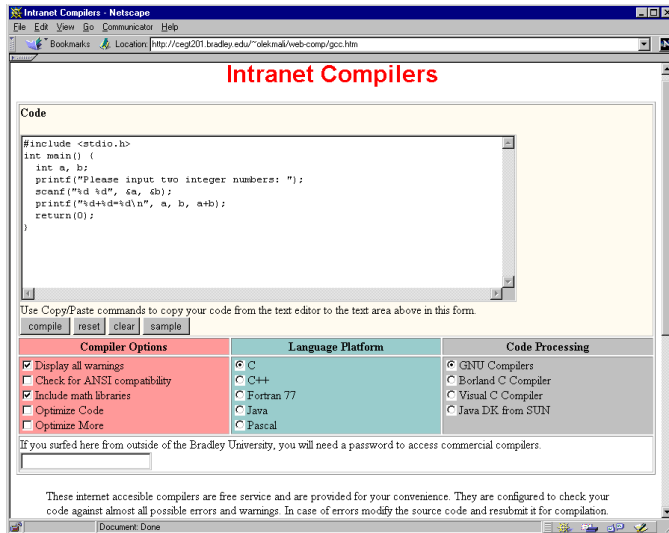 Intranet Compilers - Netscape
File Edit View Go Communicator Help
Bookmarks Location: http://cegt201.bradley.edu/~olekmali/web-comp/gcc.htm
Intranet Compilers
Code
#include <stdio.h>
int main() {
int a, b;
printf("Please input two integer numbers: ");
scanf("%d %d", &a, &b);
printf("%d+%d=%d\n", a, b, a+b);
return(0);
}
Use Copy/Paste commands to copy your code from the text editor to the text area above in this form.
compile reset clear sample
Compiler Options Language Platform Code Processing
Display all warnings C GNU Compilers
Check for ANSI compatibility C++ Borland C Compiler
Include math libraries Fortran 77 Visual C Compiler
Optimize Code Java Java DK from SUN
Optimize More Pascal
If you surfed here from outside of the Bradley University, you will need a password to access commercial compilers.
These internet accesible compilers are free service and are provided for your convenience. They are configured to check your
code against almost all possible errors and warnings. In case of errors modify the source code and resubmit it for compilation.
Document: Done